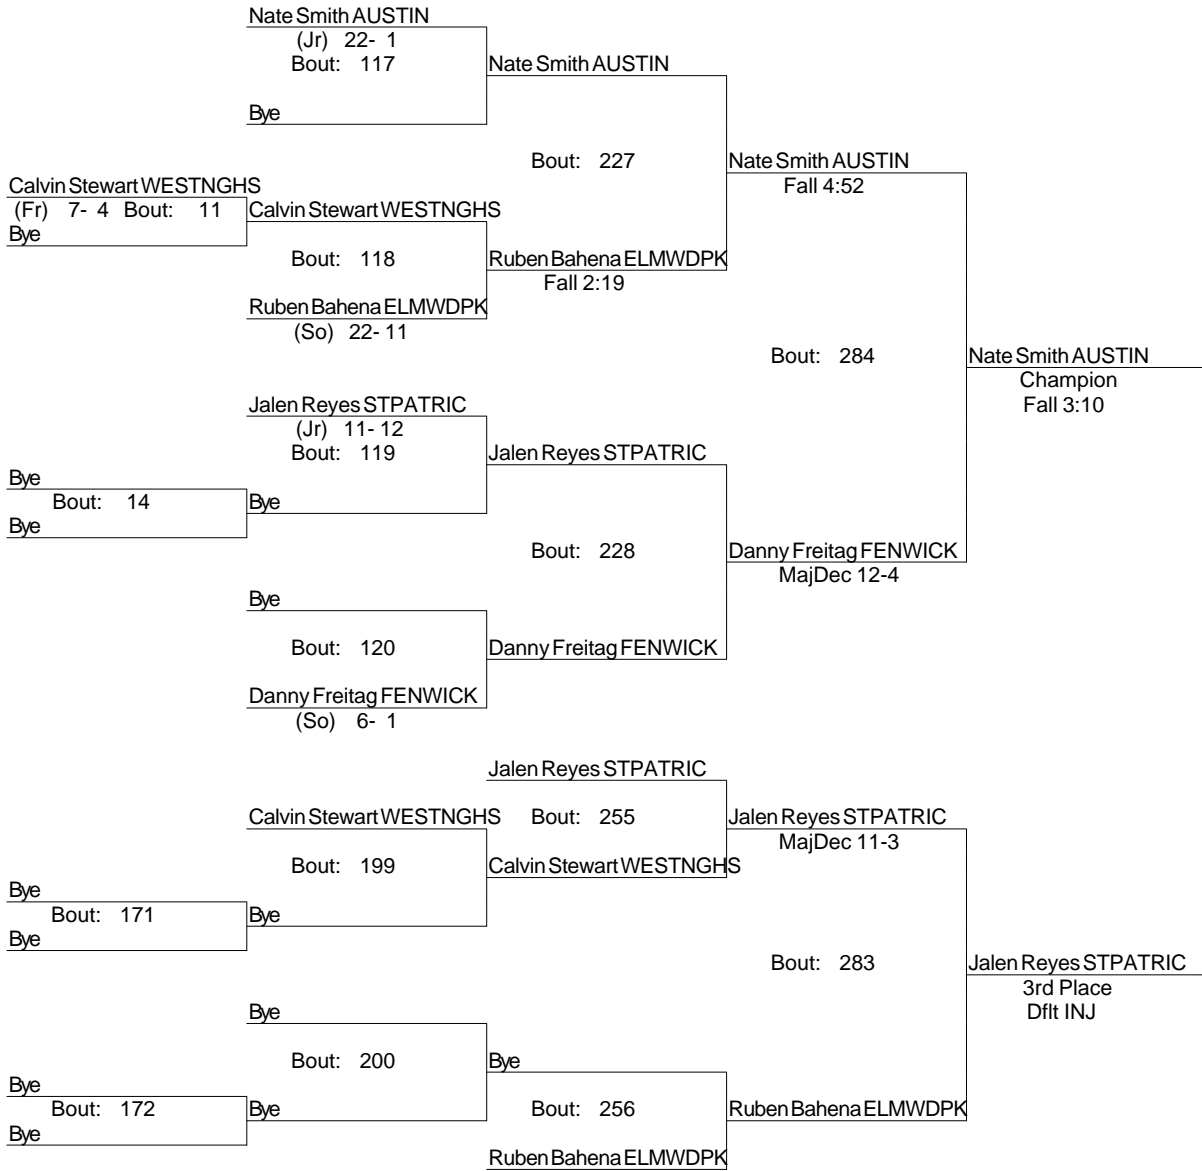 Nate Smith AUSTIN
(Jr) 22- 1
Bout: 117
Nate Smith AUSTIN
Bye
Bout: 227
Nate Smith AUSTIN
Fall 4:52
Calvin Stewart WESTNGHS
(Fr) 7- 4 Bout: 11
Calvin Stewart WESTNGHS
Bye
Bout: 118
Ruben Bahena ELMWDPK
Fall 2:19
Ruben Bahena ELMWDPK
(So) 22- 11
Bout: 284
Nate Smith AUSTIN
Champion
Fall 3:10
Jalen Reyes STPATRIC
(Jr) 11- 12
Bout: 119
Jalen Reyes STPATRIC
Bye
Bout: 14
Bye
Bye
Bout: 228
Danny Freitag FENWICK
MajDec 12-4
Bye
Bout: 120
Danny Freitag FENWICK
Danny Freitag FENWICK
(So) 6- 1
Jalen Reyes STPATRIC
Calvin Stewart WESTNGHS
Bout: 255
Jalen Reyes STPATRIC
MajDec 11-3
Bout: 199
Calvin Stewart WESTNGHS
Bye
Bout: 171
Bye
Bye
Bout: 283
Jalen Reyes STPATRIC
3rd Place
Dflt INJ
Bye
Bout: 200
Bye
Bye
Bout: 172
Bye
Bout: 256
Ruben Bahena ELMWDPK
Bye
Ruben Bahena ELMWDPK